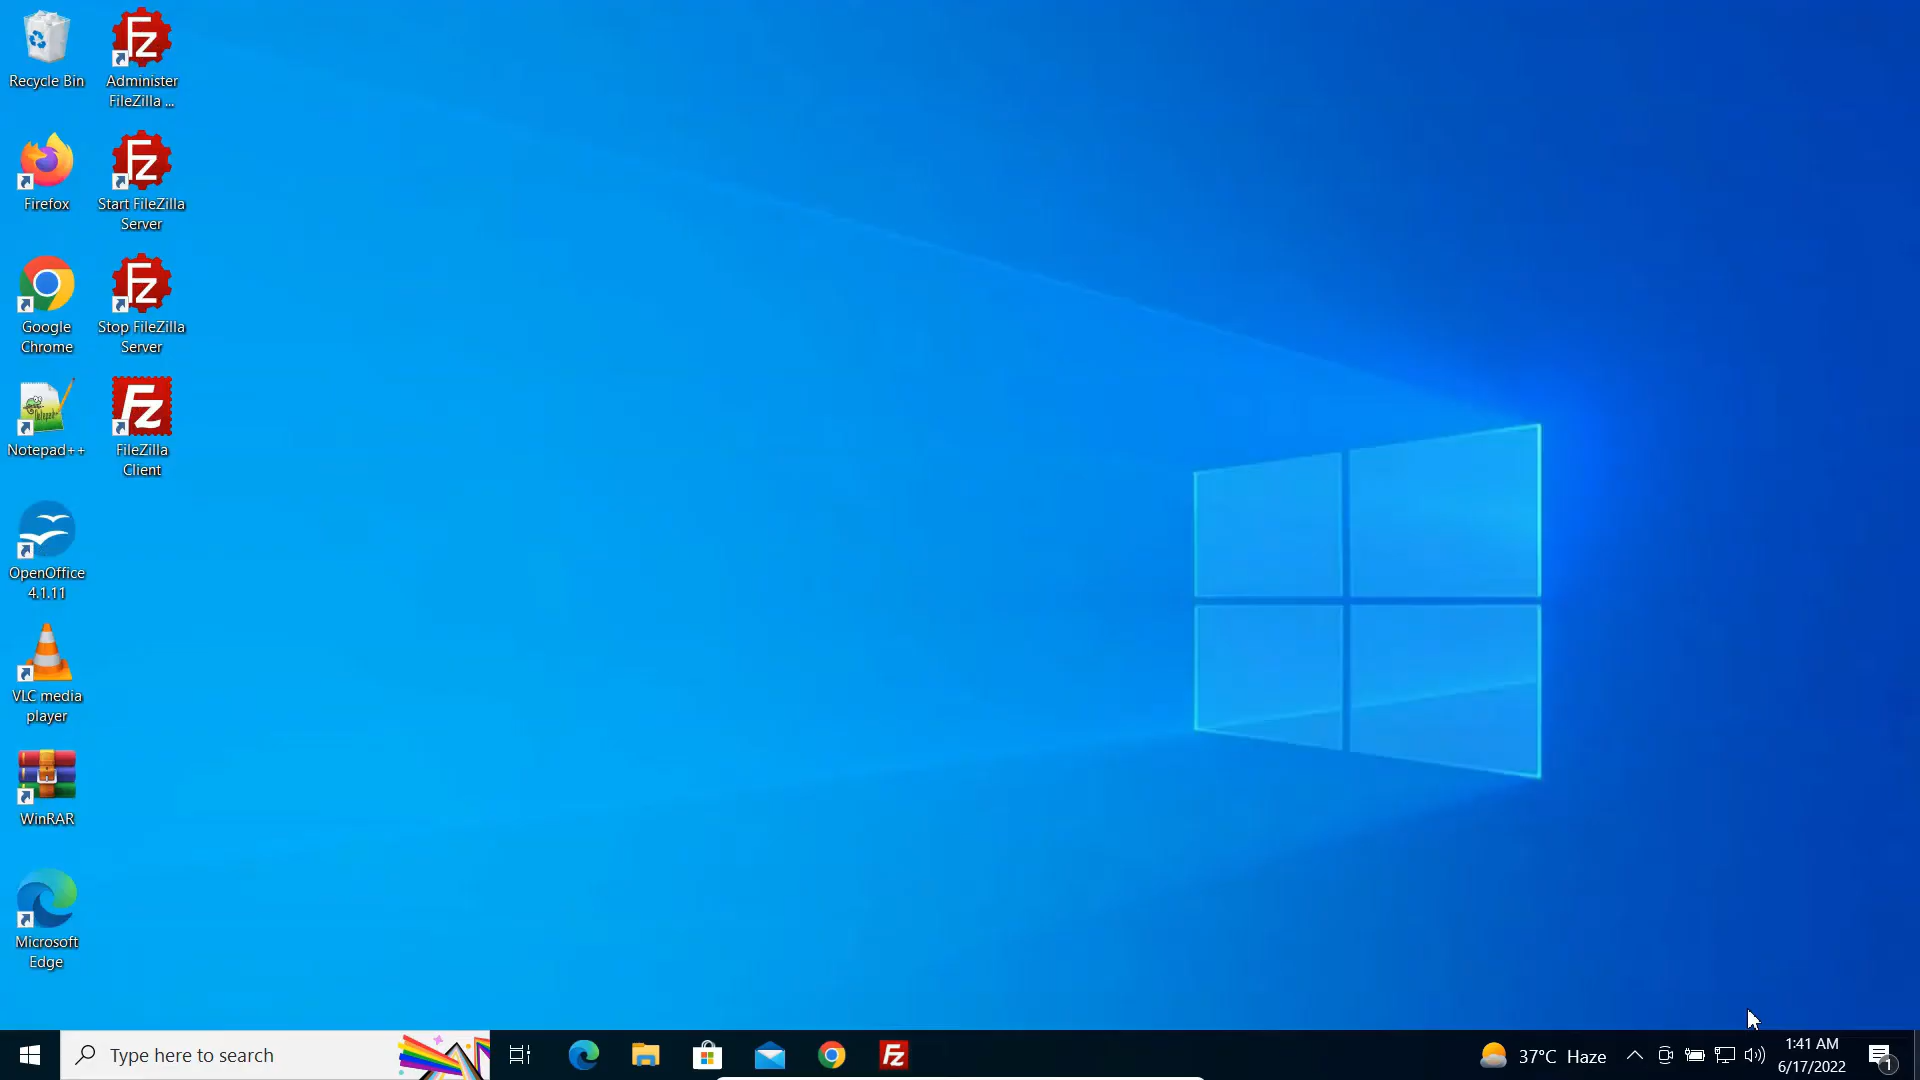 Recycle Bin
Administer
FileZilla ...
Firefox
Start FileZilla
Server
Google
Chrome
Stop FileZilla
Server
Notepad++
FileZilla
Client
OpenOffice
4.1.11
VLC media
player
WinRAR
Microsoft
Edge
Type here to search
37°C Haze
1:41 AM
6/17/2022
1